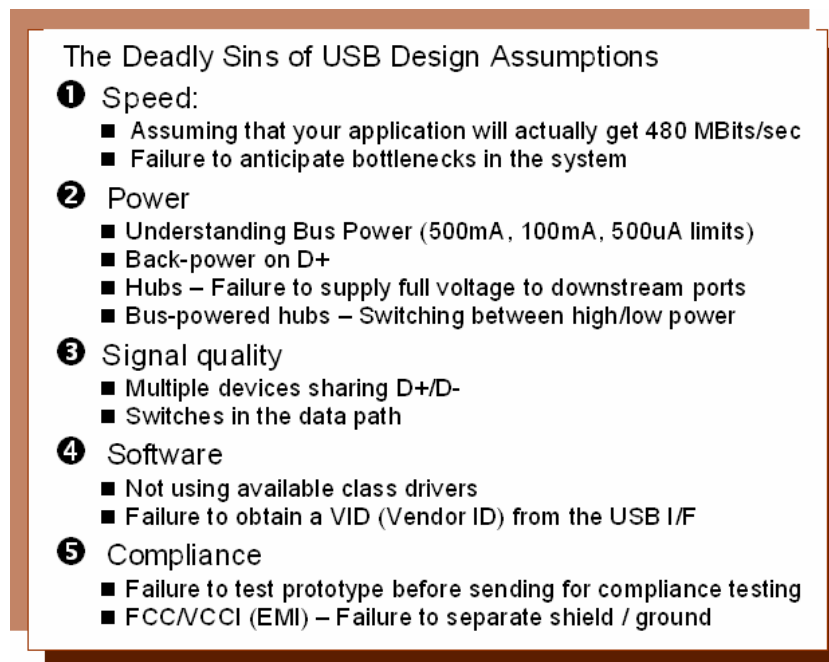 The Deadly Sins of USB Design Assumptions
❶ Speed:
■ Assuming that your application will actually get 480 MBits/sec
■ Failure to anticipate bottlenecks in the system
❷ Power
■ Understanding Bus Power (500mA, 100mA, 500uA limits)
■ Back-power on D+
■ Hubs – Failure to supply full voltage to downstream ports
■ Bus-powered hubs – Switching between high/low power
❸ Signal quality
■ Multiple devices sharing D+/D-
■ Switches in the data path
❹ Software
■ Not using available class drivers
■ Failure to obtain a VID (Vendor ID) from the USB I/F
❺ Compliance
■ Failure to test prototype before sending for compliance testing
■ FCC/VCCI (EMI) – Failure to separate shield / ground